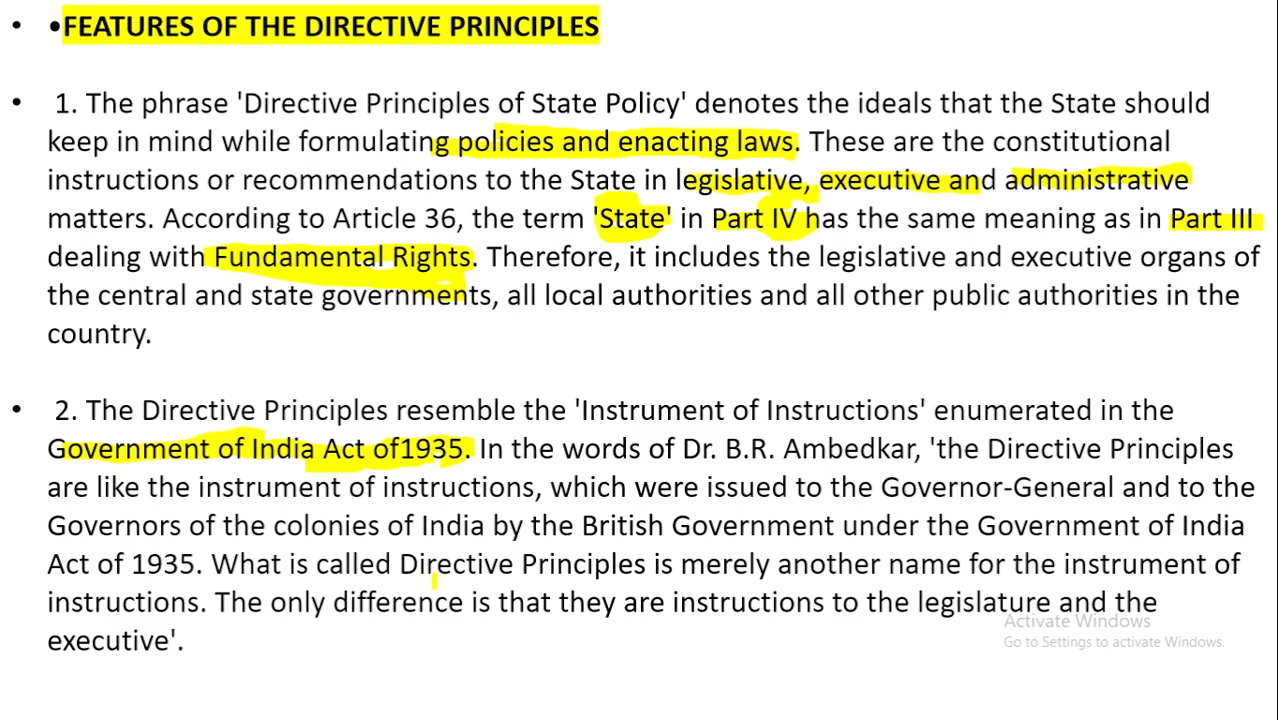 • •FEATURES OF THE DIRECTIVE PRINCIPLES
• 1. The phrase 'Directive Principles of State Policy' denotes the ideals that the State should
keep in mind while formulating policies and enacting laws. These are the constitutional
instructions or recommendations to the State in legislative, executive and administrative
matters. According to Article 36, the term 'State' in Part IV has the same meaning as in Part III
dealing with Fundamental Rights. Therefore, it includes the legislative and executive organs of
the central and state governments, all local authorities and all other public authorities in the
country.
• 2. The Directive Principles resemble the 'Instrument of Instructions' enumerated in the
Government of India Act of1935. In the words of Dr. B.R. Ambedkar, 'the Directive Principles
are like the instrument of instructions, which were issued to the Governor-General and to the
Governors of the colonies of India by the British Government under the Government of India
Act of 1935. What is called Directive Principles is merely another name for the instrument of
instructions. The only difference is that they are instructions to the legislature and the
executive'.
Activate Windows
Go to Settings to activate Windows.